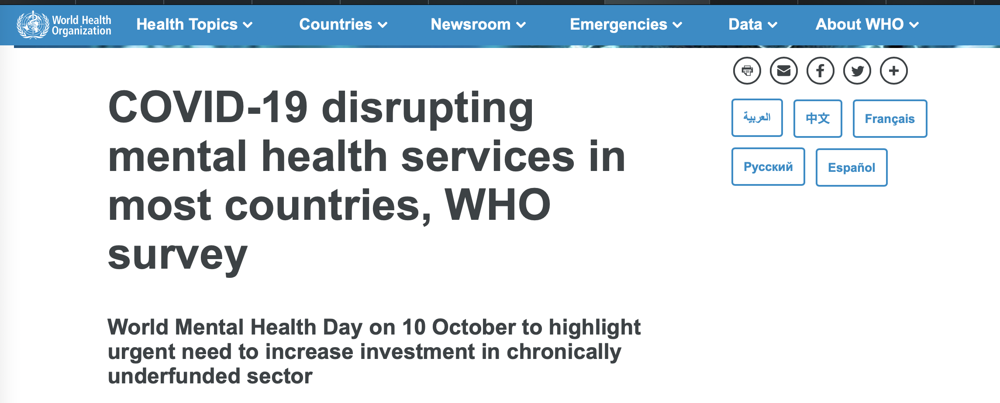 World Health
Organization
Health Topics
Countries
Newsroom
Emergencies
Data
About WHO
COVID-19 disrupting
mental health services in
most countries, WHO
survey
World Mental Health Day on 10 October to highlight
urgent need to increase investment in chronically
underfunded sector
العربية
中文
Français
Русский
Español